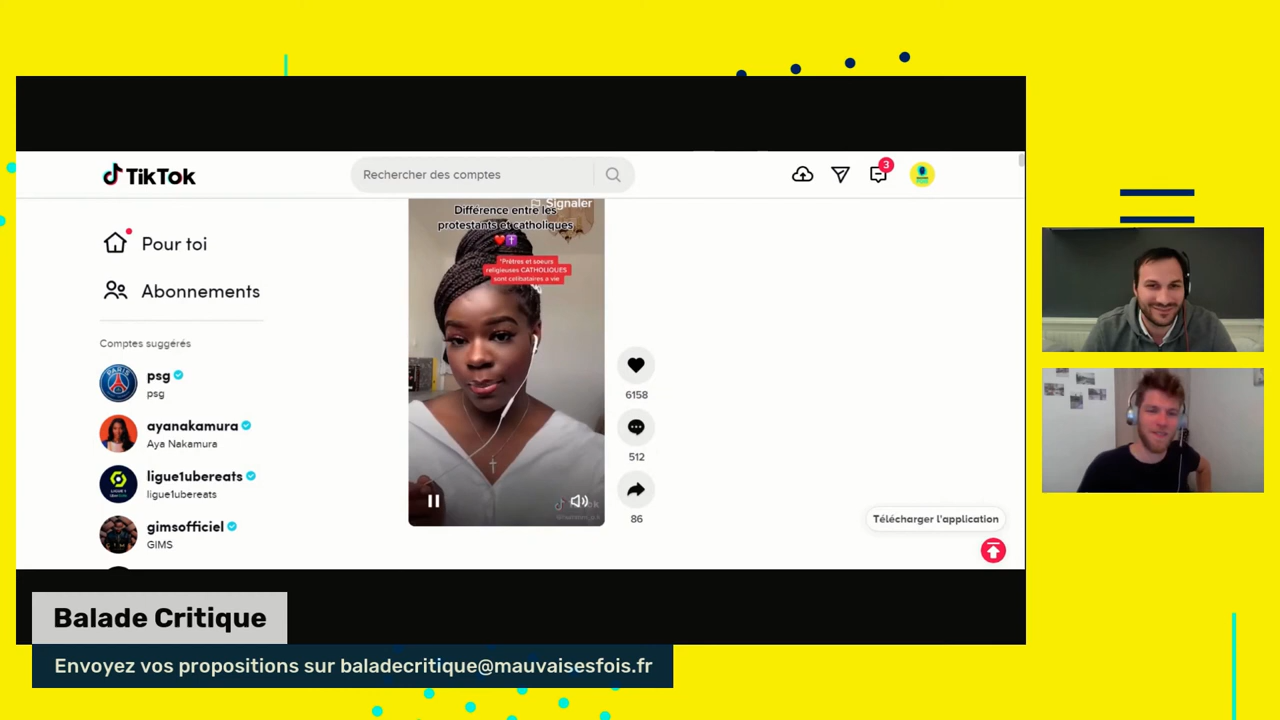 TikTok
Rechercher des comptes
3
Pour toi
Abonnements
Comptes suggérés
psg
psg
ayanakamura
Aya Nakamura
ligue1ubereats
ligue1ubereats
gimsofficiel
GIMS
Signaler
Différence entre les
protestants et catholiques
*Prêtres et soeurs
religieuses CATHOLIQUES
sont celibataires a vie
6158
512
86
Télécharger l'application
Balade Critique
Envoyez vos propositions sur baladecritique@mauvaisesfois.fr